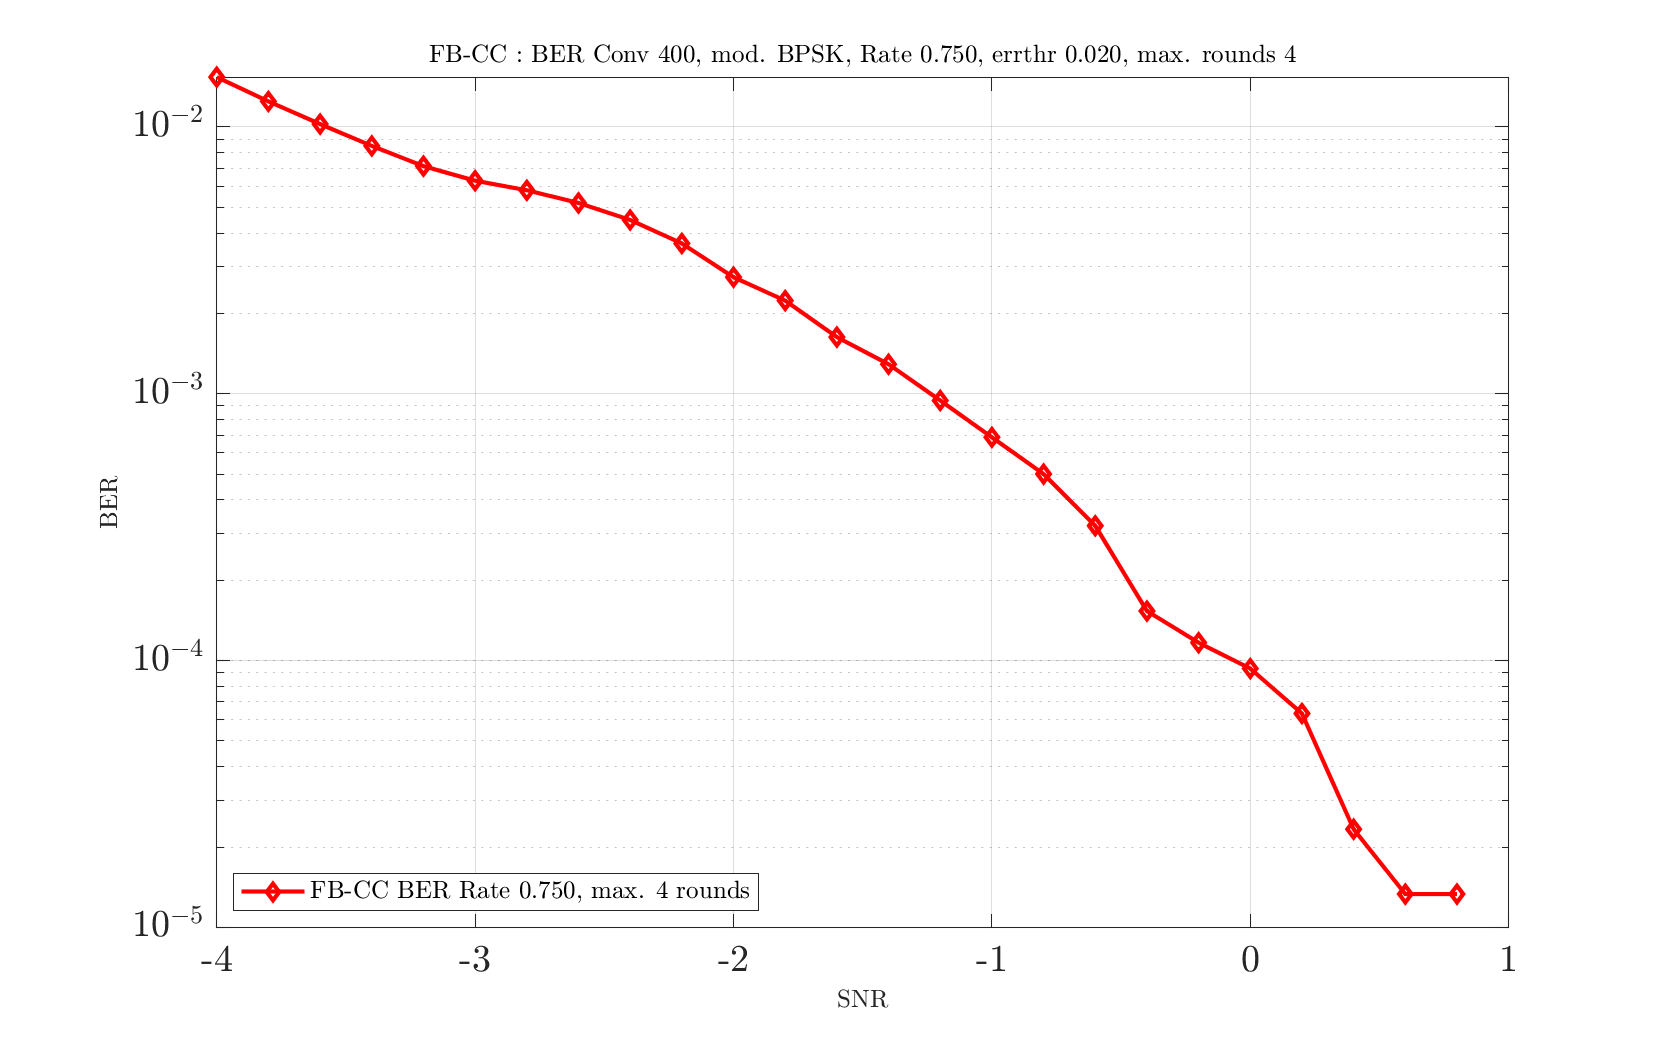 FB-CC : BER Conv 400, mod. BPSK, Rate 0.750, errthr 0.020, max. rounds 4
10⁻²
10⁻³
10⁻⁴
10⁻⁵
BER
FB-CC BER Rate 0.750, max. 4 rounds
-4 -3 -2 -1 0 1
SNR